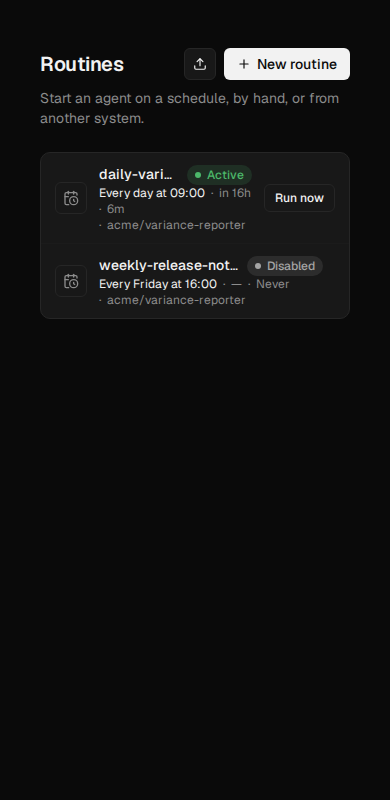 Routines
New routine
Start an agent on a schedule, by hand, or from
another system.
daily-vari... Active
Every day at 09:00 · in 16h
· 6m
· acme/variance-reporter
Run now
weekly-release-not... Disabled
Every Friday at 16:00 · — · Never
· acme/variance-reporter